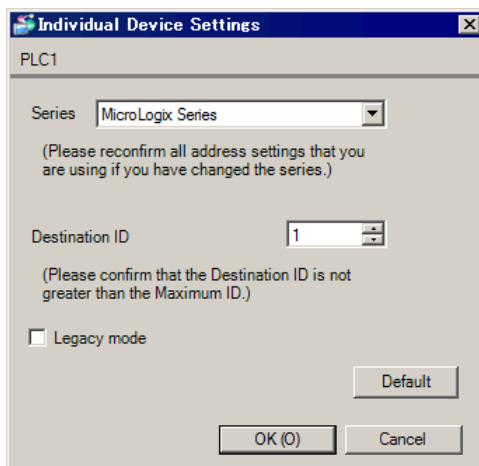 Individual Device Settings
PLC1
Series MicroLogix Series
(Please reconfirm all address settings that you
are using if you have changed the series.)
Destination ID 1
(Please confirm that the Destination ID is not
greater than the Maximum ID.)
Legacy mode
Default
OK (O) Cancel